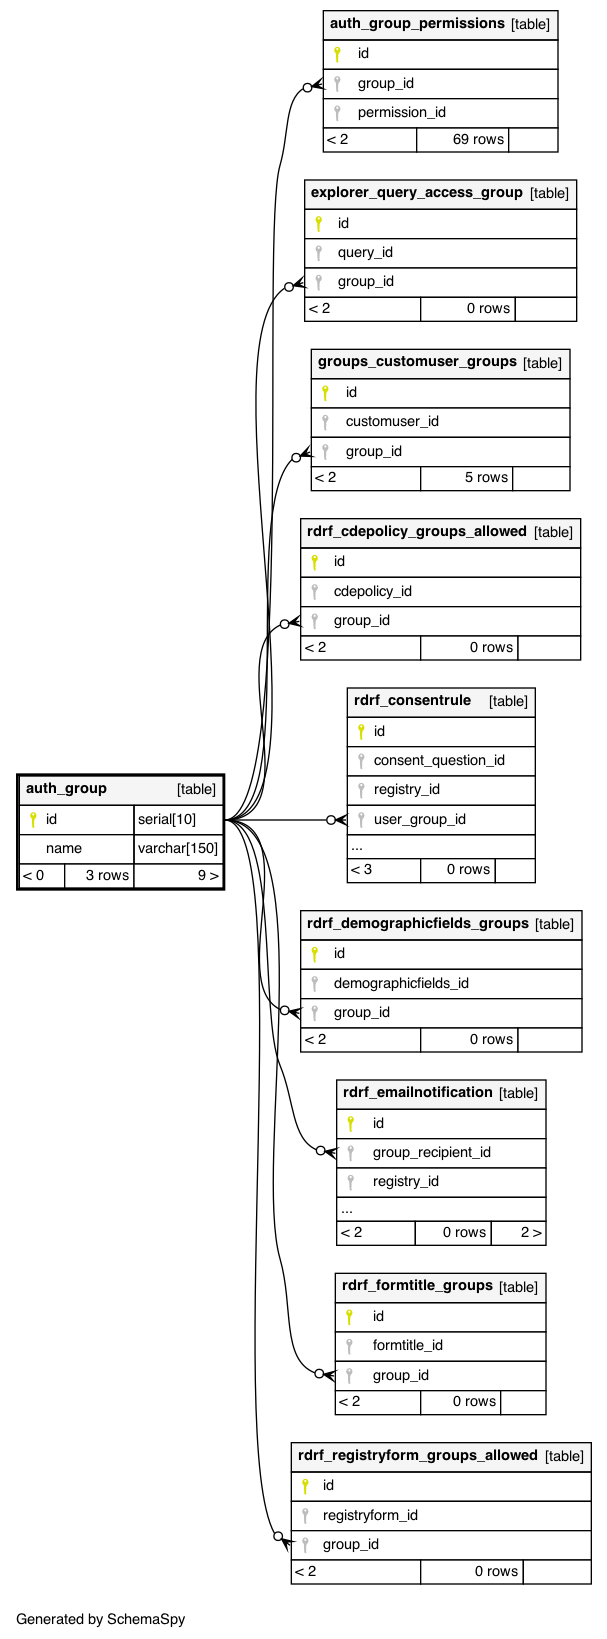 auth_group_permissions [table]
id
group_id
permission_id
< 2 69 rows
explorer_query_access_group [table]
id
query_id
group_id
< 2 0 rows
groups_customuser_groups [table]
id
customuser_id
group_id
< 2 5 rows
rdrf_cdepolicy_groups_allowed [table]
id
cdepolicy_id
group_id
< 2 0 rows
rdrf_consentrule [table]
id
consent_question_id
registry_id
user_group_id
...
< 3 0 rows
auth_group [table]
id serial[10]
name varchar[150]
< 0 3 rows 9 >
rdrf_demographicfields_groups [table]
id
demographicfields_id
group_id
< 2 0 rows
rdrf_emailnotification [table]
id
group_recipient_id
registry_id
...
< 2 0 rows 2 >
rdrf_formtitle_groups [table]
id
formtitle_id
group_id
< 2 0 rows
rdrf_registryform_groups_allowed [table]
id
registryform_id
group_id
< 2 0 rows
Generated by SchemaSpy